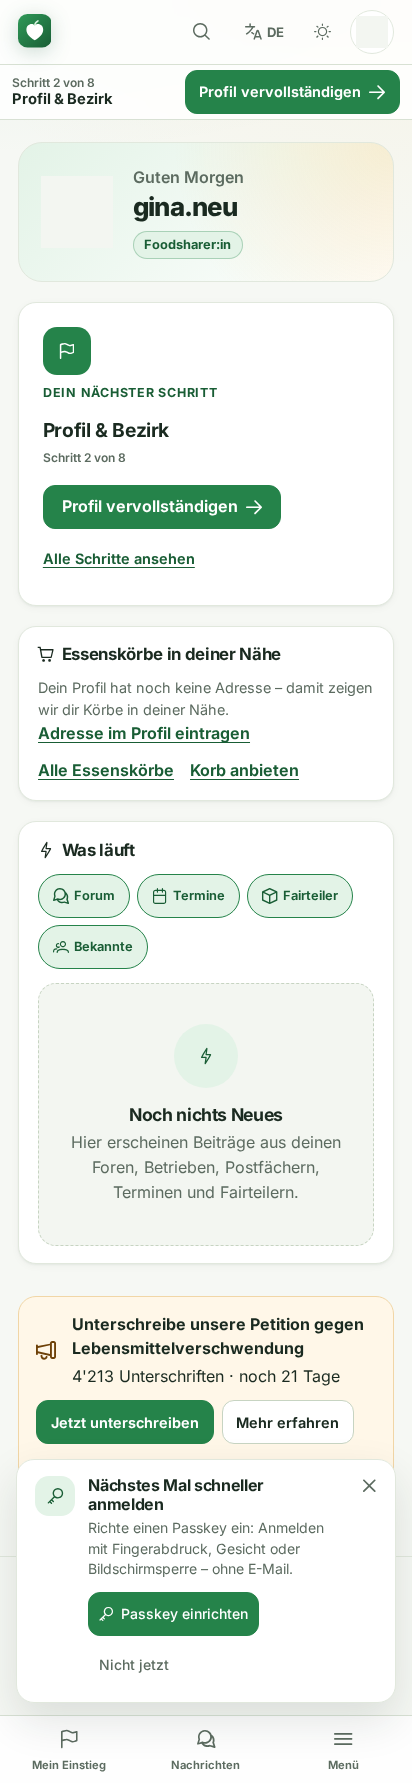 DE
Schritt 2 von 8
Profil & Bezirk
Profil vervollständigen
Guten Morgen
gina.neu
Foodsharer:in
DEIN NÄCHSTER SCHRITT
Profil & Bezirk
Schritt 2 von 8
Profil vervollständigen
Alle Schritte ansehen
Essenskörbe in deiner Nähe
Dein Profil hat noch keine Adresse – damit zeigen
wir dir Körbe in deiner Nähe.
Adresse im Profil eintragen
Alle Essenskörbe Korb anbieten
Was läuft
Forum Termine Fairteiler
Bekannte
Noch nichts Neues
Hier erscheinen Beiträge aus deinen
Foren, Betrieben, Postfächern,
Terminen und Fairteilern.
Unterschreibe unsere Petition gegen
Lebensmittelverschwendung
4'213 Unterschriften · noch 21 Tage
Jetzt unterschreiben Mehr erfahren
Nächstes Mal schneller
anmelden
Richte einen Passkey ein: Anmelden
mit Fingerabdruck, Gesicht oder
Bildschirmsperre – ohne E-Mail.
Passkey einrichten
Nicht jetzt
Mein Einstieg Nachrichten Menü